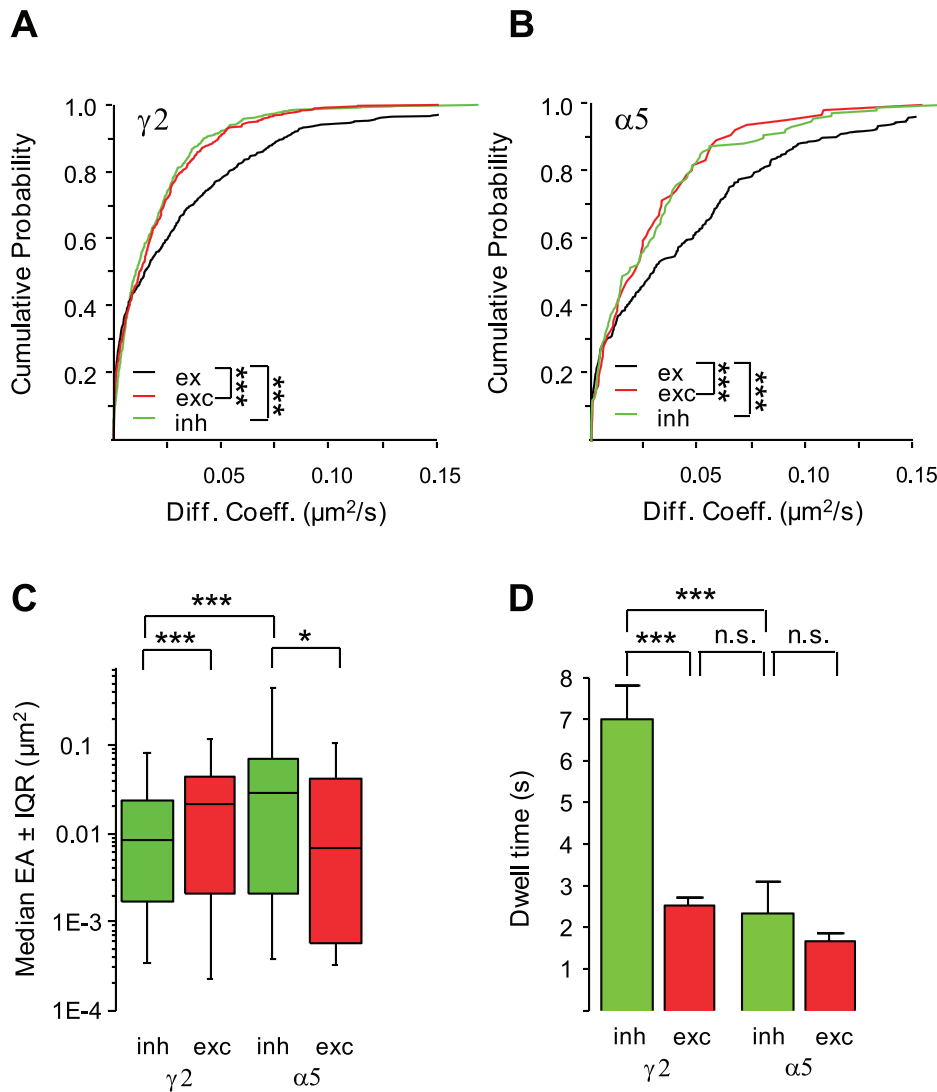 A
B
1.0
0.8
0.6
0.4
0.2
Cumulative Probability
γ2
ex
exc
inh
***
***
0.05
0.10
0.15
Diff. Coeff. (µm²/s)
1.0
0.8
0.6
0.4
0.2
Cumulative Probability
α5
ex
exc
inh
***
***
0.05
0.10
0.15
Diff. Coeff. (µm²/s)
C
D
***
***
*
0.1
0.01
1E-3
1E-4
Median EA ± IQR (µm²)
inh exc inh exc
γ2 α5
***
*** n.s. n.s.
8
7
6
5
4
3
2
1
Dwell time (s)
inh exc inh exc
γ2 α5